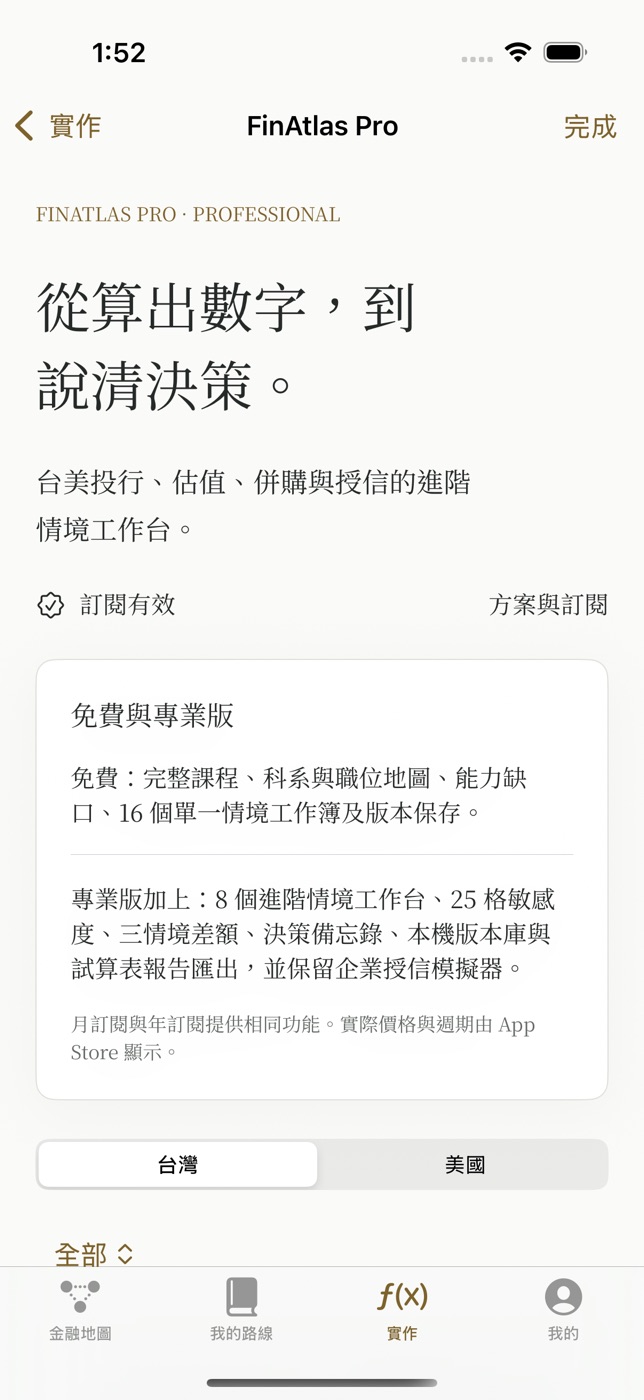 1:52
實作
FinAtlas Pro
完成
FINATLAS PRO · PROFESSIONAL
從算出數字，到
說清決策。
台美投行、估值、併購與授信的進階
情境工作台。
訂閱有效
方案與訂閱
免費與專業版
免費：完整課程、科系與職位地圖、能力缺
口、16 個單一情境工作簿及版本保存。
專業版加上：8 個進階情境工作台、25 格敏感
度、三情境差額、決策備忘錄、本機版本庫與
試算表報告匯出，並保留企業授信模擬器。
月訂閱與年訂閱提供相同功能。實際價格與週期由 App
Store 顯示。
台灣
美國
全部
金融地圖
我的路線
f(x)
實作
我的